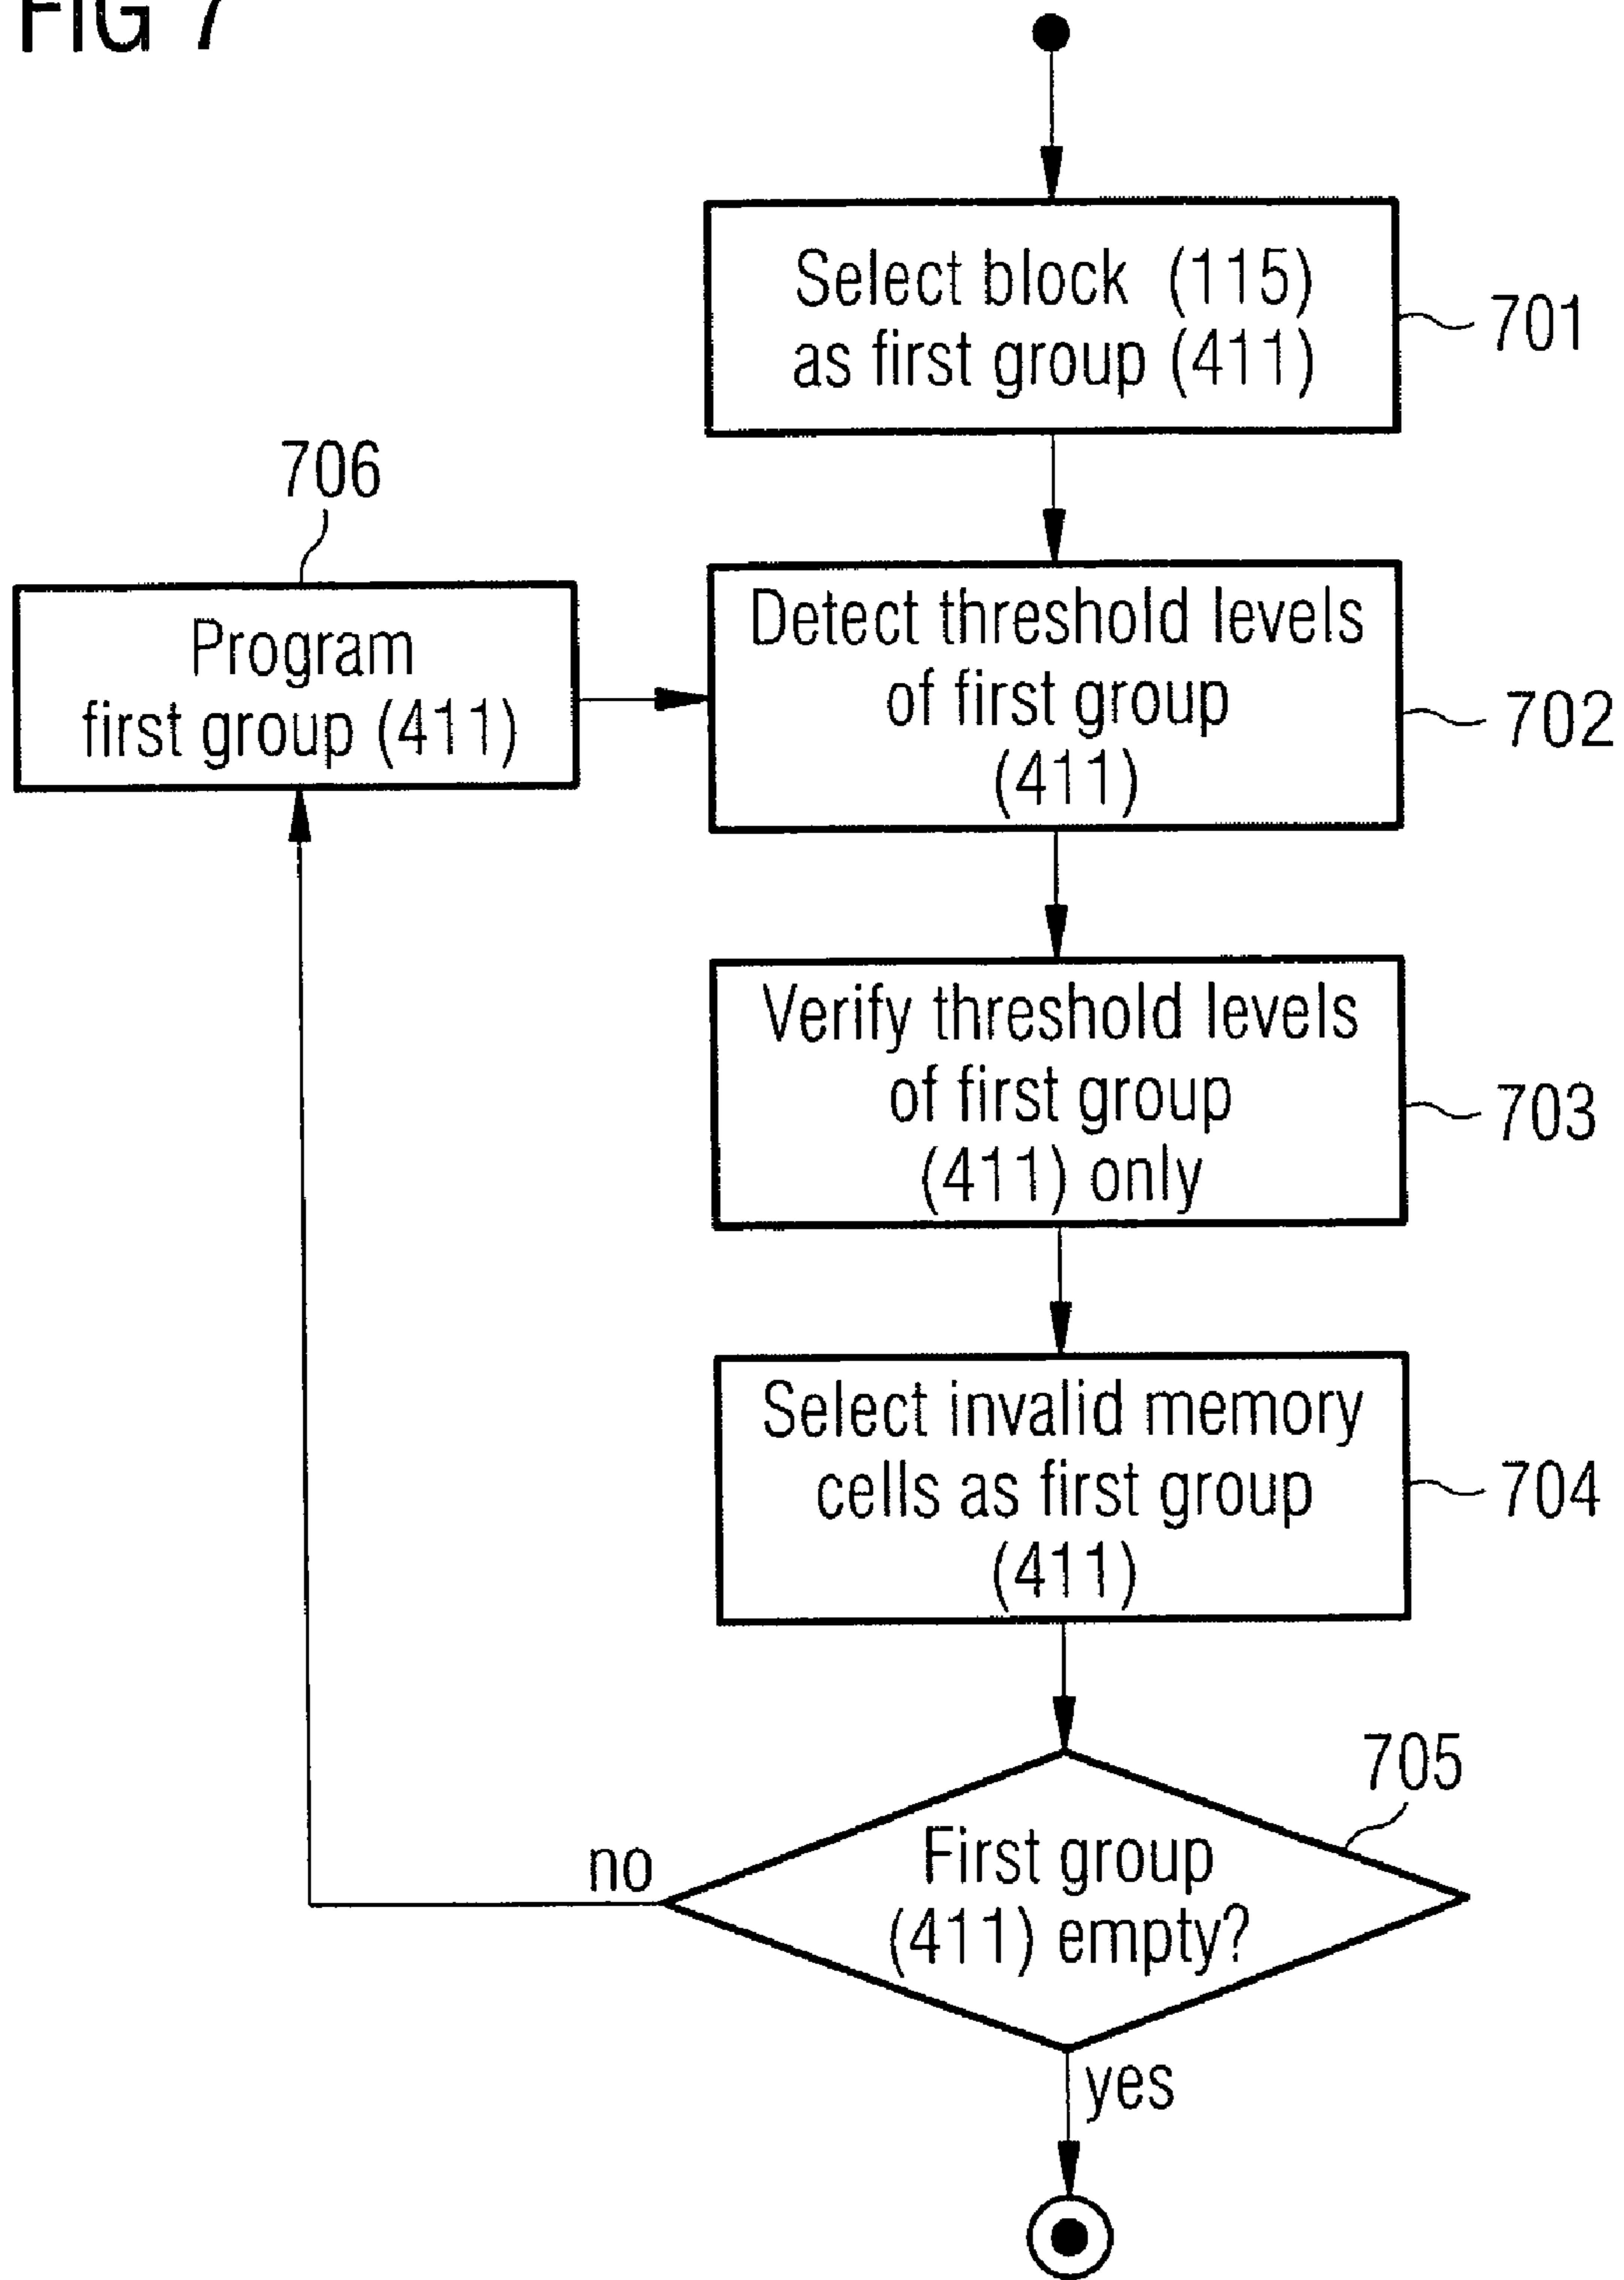 FIG 7
Select block (115)
as first group (411)
701
706
Program
first group (411)
Detect threshold levels
of first group
(411)
702
Verify threshold levels
of first group
(411) only
703
Select invalid memory
cells as first group
(411)
704
705
First group
(411) empty?
no
yes